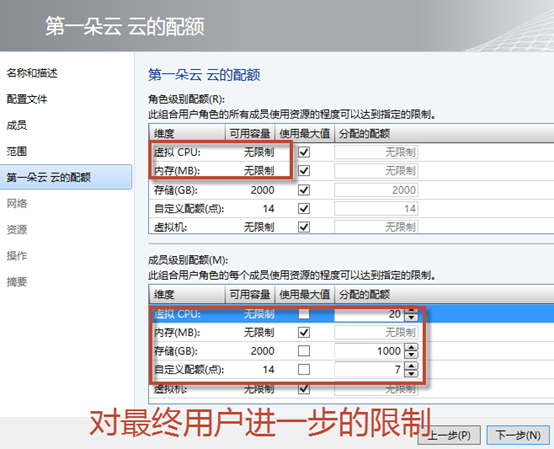 第一朵云 云的配额
名称和描述
配置文件
成员
范围
第一朵云 云的配额
网络
资源
操作
摘要
第一朵云 云的配额
角色级别配额(R):
此组合用户角色的所有成员使用资源的程度可以达到指定的限制。
维度 可用容量 使用最大值 分配的配额
虚拟 CPU: 无限制 无限制
内存(MB): 无限制 无限制
存储(GB): 2000 2000
自定义配额(点): 14 14
虚拟机: 无限制 无限制
成员级别配额(M):
此组合用户角色的每个成员使用资源的程度可以达到指定的限制。
维度 可用容量 使用最大值 分配的配额
虚拟 CPU: 无限制 20
内存(MB): 无限制 无限制
存储(GB): 2000 1000
自定义配额(点): 14 7
虚拟机: 无限制 无限制
对最终用户进一步的限制
上一步(P) 下一步(N)